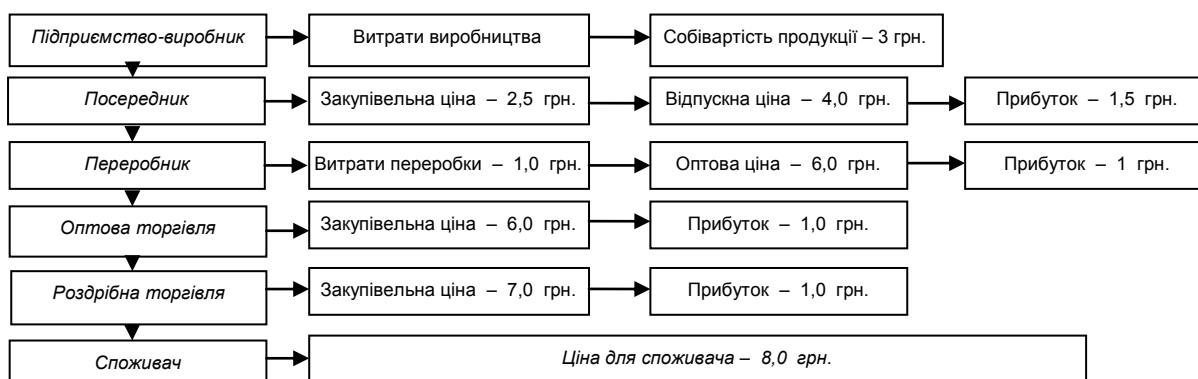 Підприємство-виробник
Витрати виробництва
Собівартість продукції – 3 грн.
Посередник
Закупівельна ціна – 2,5 грн.
Відпускна ціна – 4,0 грн.
Прибуток – 1,5 грн.
Переробник
Витрати переробки – 1,0 грн.
Оптова ціна – 6,0 грн.
Прибуток – 1 грн.
Оптова торгівля
Закупівельна ціна – 6,0 грн.
Прибуток – 1,0 грн.
Роздрібна торгівля
Закупівельна ціна – 7,0 грн.
Прибуток – 1,0 грн.
Споживач
Ціна для споживача – 8,0 грн.